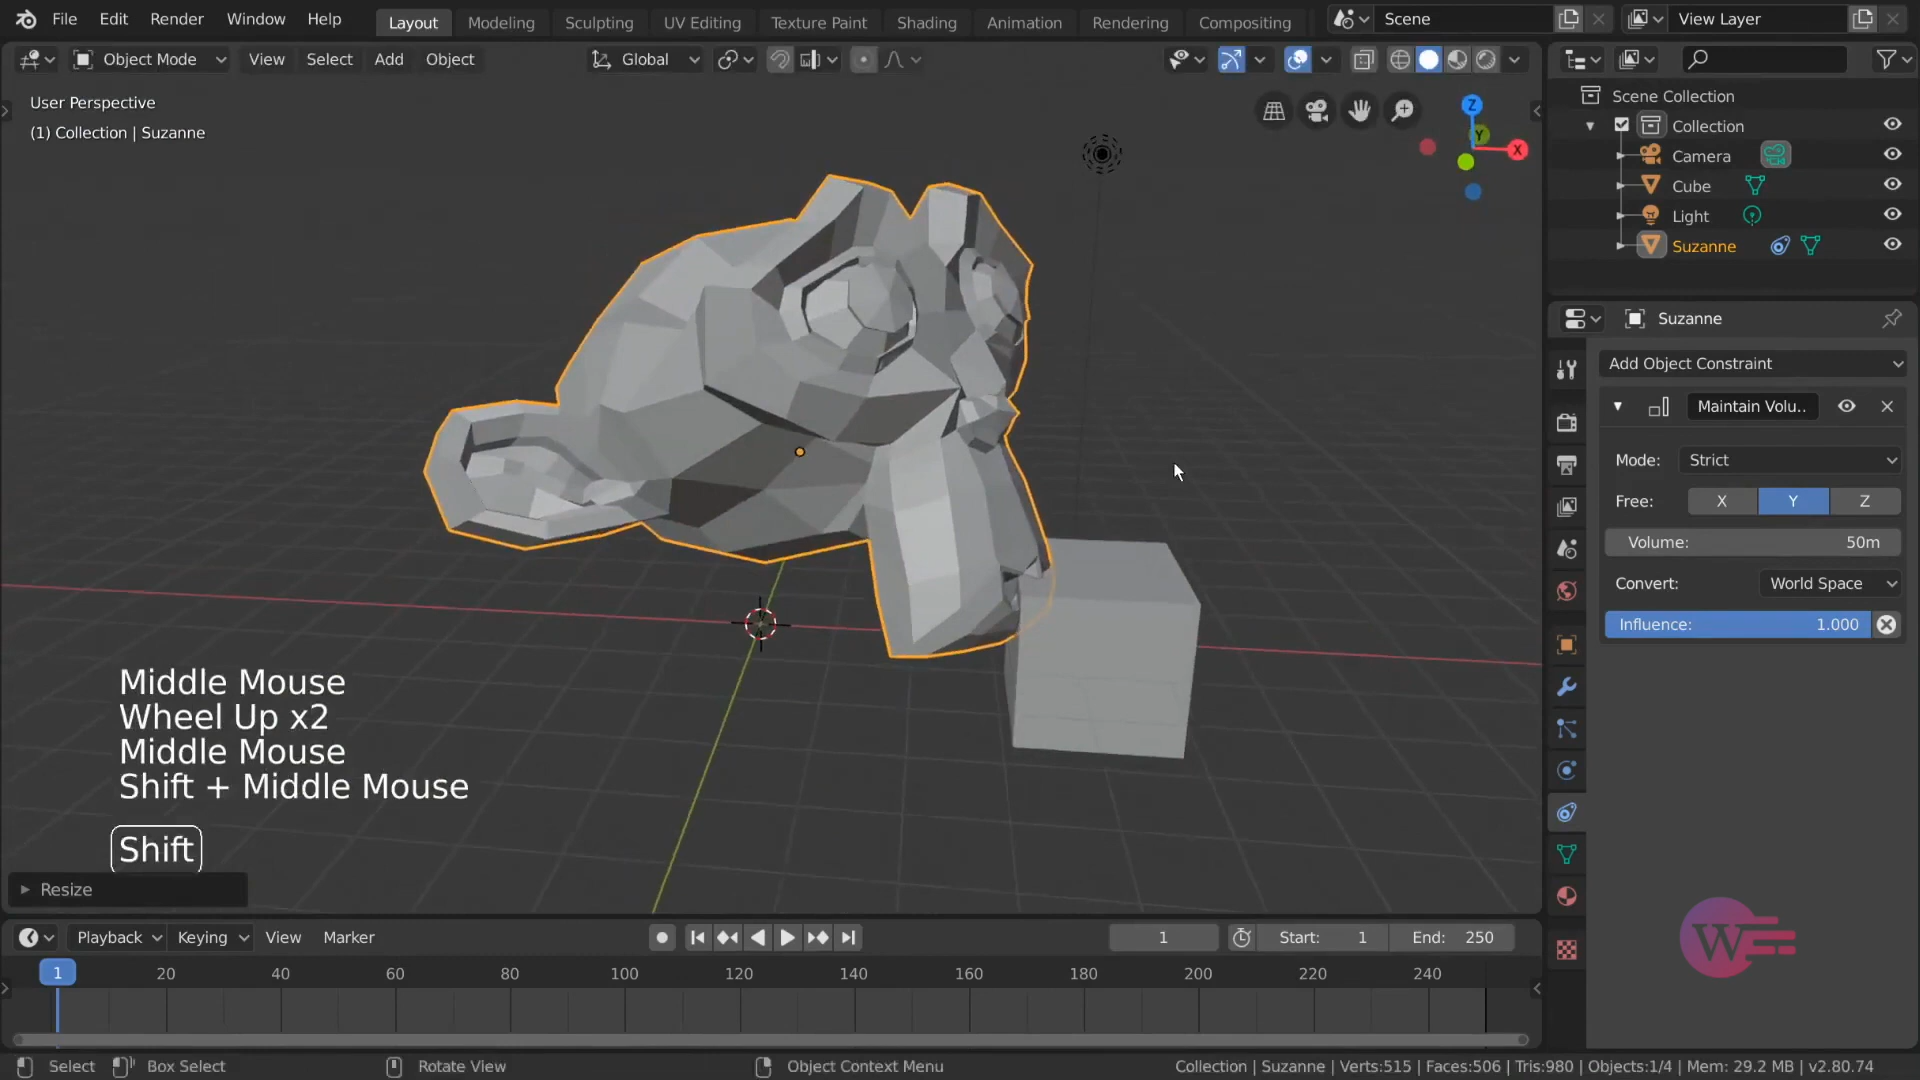 File Edit Render Window Help Layout Modeling Sculpting UV Editing Texture Paint Shading Animation Rendering Compositing Scene View Layer
Object Mode View Select Add Object Global
User Perspective
(1) Collection | Suzanne
Z
Y
X
Scene Collection
Collection
Camera
Cube
Light
Suzanne
Suzanne
Add Object Constraint
Maintain Volu..
Mode: Strict
Free: X Y Z
Volume: 50m
Convert: World Space
Influence: 1.000
Middle Mouse
Wheel Up x2
Middle Mouse
Shift + Middle Mouse
Shift
Resize
Playback Keying View Marker 1 Start: 1 End: 250
1 20 40 60 80 100 120 140 160 180 200 220 240
W
Select Box Select Rotate View Object Context Menu Collection | Suzanne | Verts:515 | Faces:506 | Tris:980 | Objects:1/4 | Mem: 29.2 MB | v2.80.74